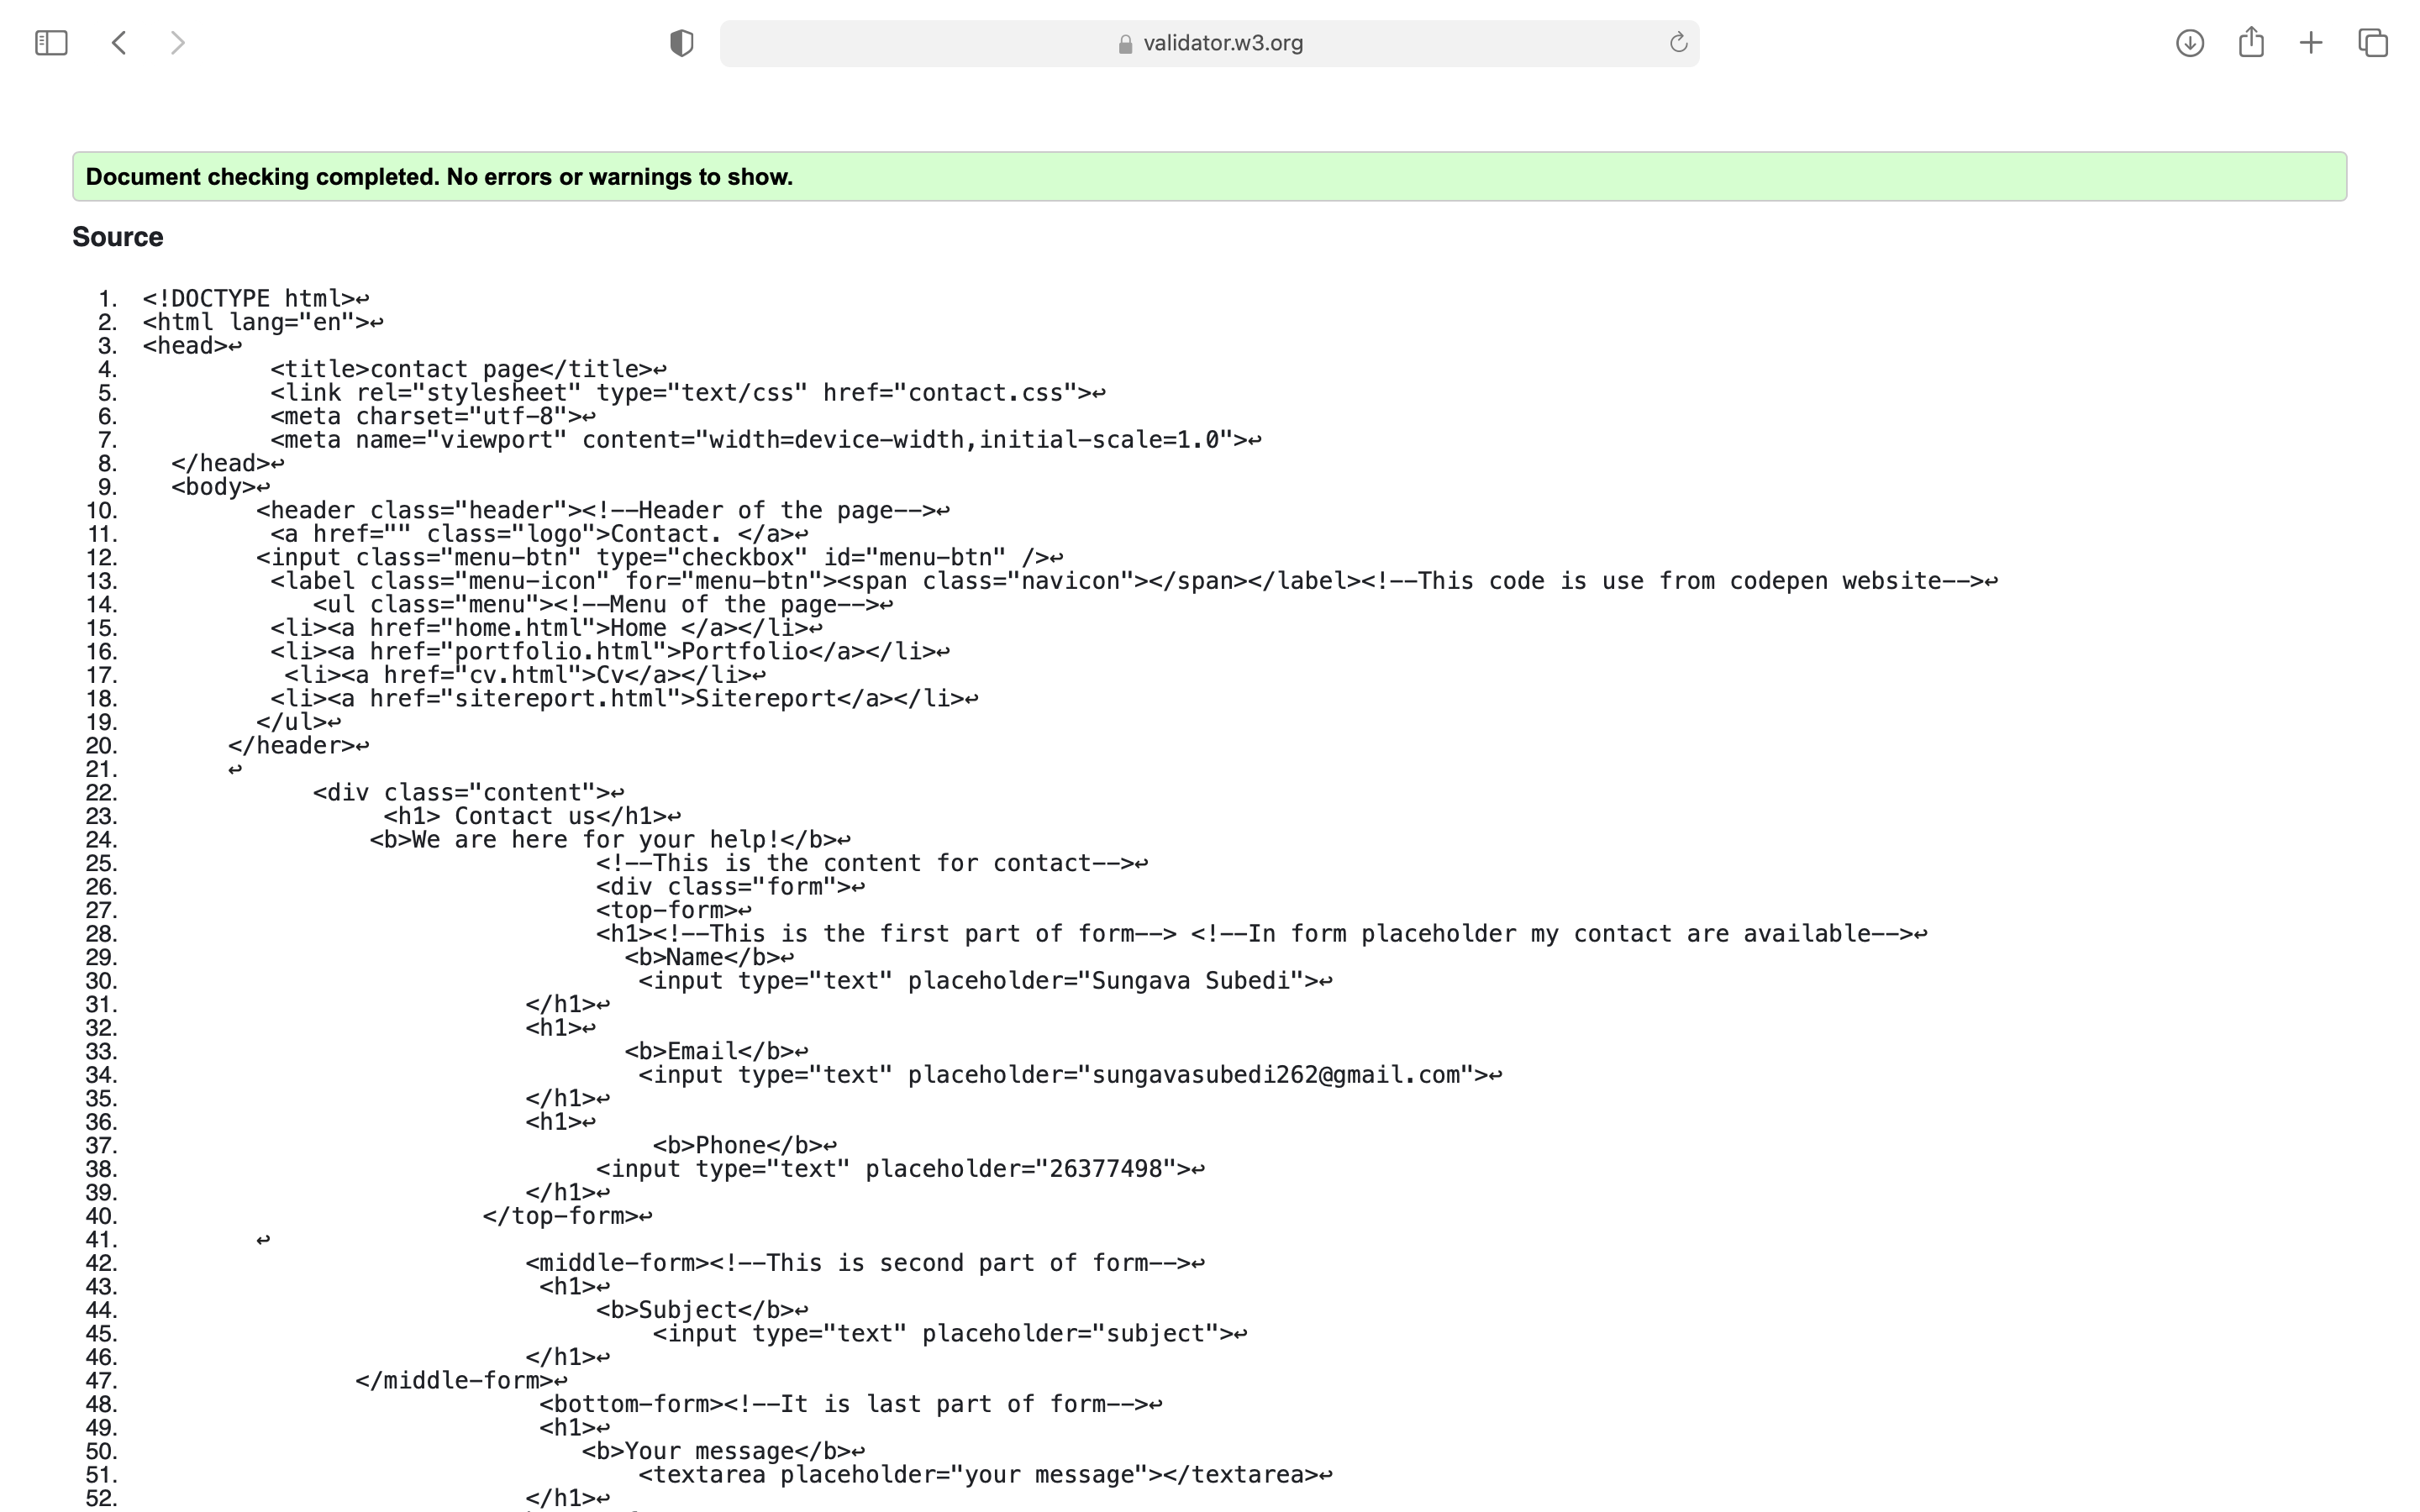 validator.w3.org
Document checking completed. No errors or warnings to show.
Source
1. <!DOCTYPE html>↩
2. <html lang="en">↩
3. <head>↩
4. <title>contact page</title>↩
5. <link rel="stylesheet" type="text/css" href="contact.css">↩
6. <meta charset="utf-8">↩
7. <meta name="viewport" content="width=device-width,initial-scale=1.0">↩
8. </head>↩
9. <body>↩
10. <header class="header"><!--Header of the page-->↩
11. <a href="" class="logo">Contact. </a>↩
12. <input class="menu-btn" type="checkbox" id="menu-btn" />↩
13. <label class="menu-icon" for="menu-btn"><span class="navicon"></span></label><!--This code is use from codepen website-->↩
14. <ul class="menu"><!--Menu of the page-->↩
15. <li><a href="home.html">Home </a></li>↩
16. <li><a href="portfolio.html">Portfolio</a></li>↩
17. <li><a href="cv.html">Cv</a></li>↩
18. <li><a href="sitereport.html">Sitereport</a></li>↩
19. </ul>↩
20. </header>↩
21. ↩
22. <div class="content">↩
23. <h1> Contact us</h1>↩
24. <b>We are here for your help!</b>↩
25. <!--This is the content for contact-->↩
26. <div class="form">↩
27. <top-form>↩
28. <h1><!--This is the first part of form--> <!--In form placeholder my contact are available-->↩
29. <b>Name</b>↩
30. <input type="text" placeholder="Sungava Subedi">↩
31. </h1>↩
32. <h1>↩
33. <b>Email</b>↩
34. <input type="text" placeholder="sungavasubedi262@gmail.com">↩
35. </h1>↩
36. <h1>↩
37. <b>Phone</b>↩
38. <input type="text" placeholder="26377498">↩
39. </h1>↩
40. </top-form>↩
41. ↩
42. <middle-form><!--This is second part of form-->↩
43. <h1>↩
44. <b>Subject</b>↩
45. <input type="text" placeholder="subject">↩
46. </h1>↩
47. </middle-form>↩
48. <bottom-form><!--It is last part of form-->↩
49. <h1>↩
50. <b>Your message</b>↩
51. <textarea placeholder="your message"></textarea>↩
52. </h1>↩